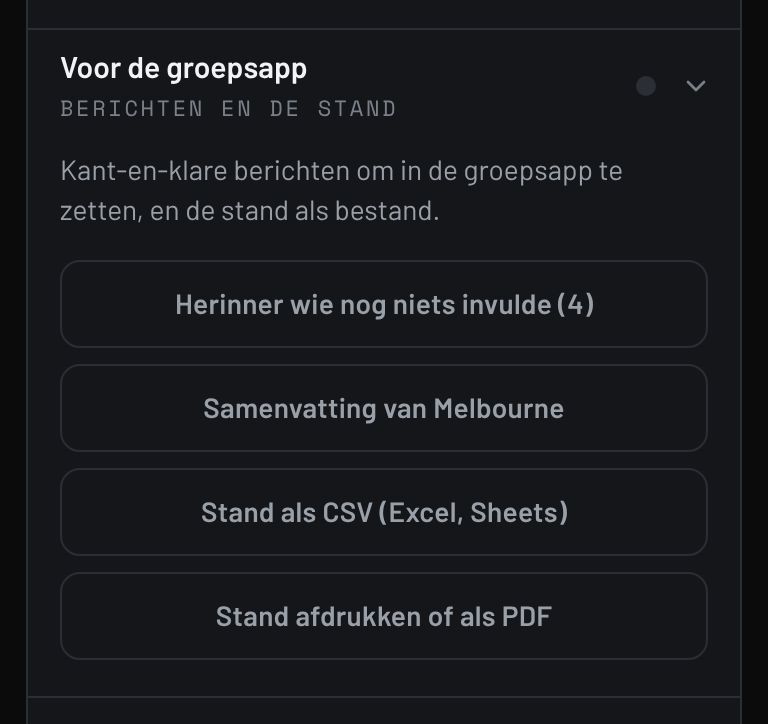 Voor de groepsapp
BERICHTEN EN DE STAND
Kant-en-klare berichten om in de groepsapp te
zetten, en de stand als bestand.
Herinner wie nog niets invulde (4)
Samenvatting van Melbourne
Stand als CSV (Excel, Sheets)
Stand afdrukken of als PDF